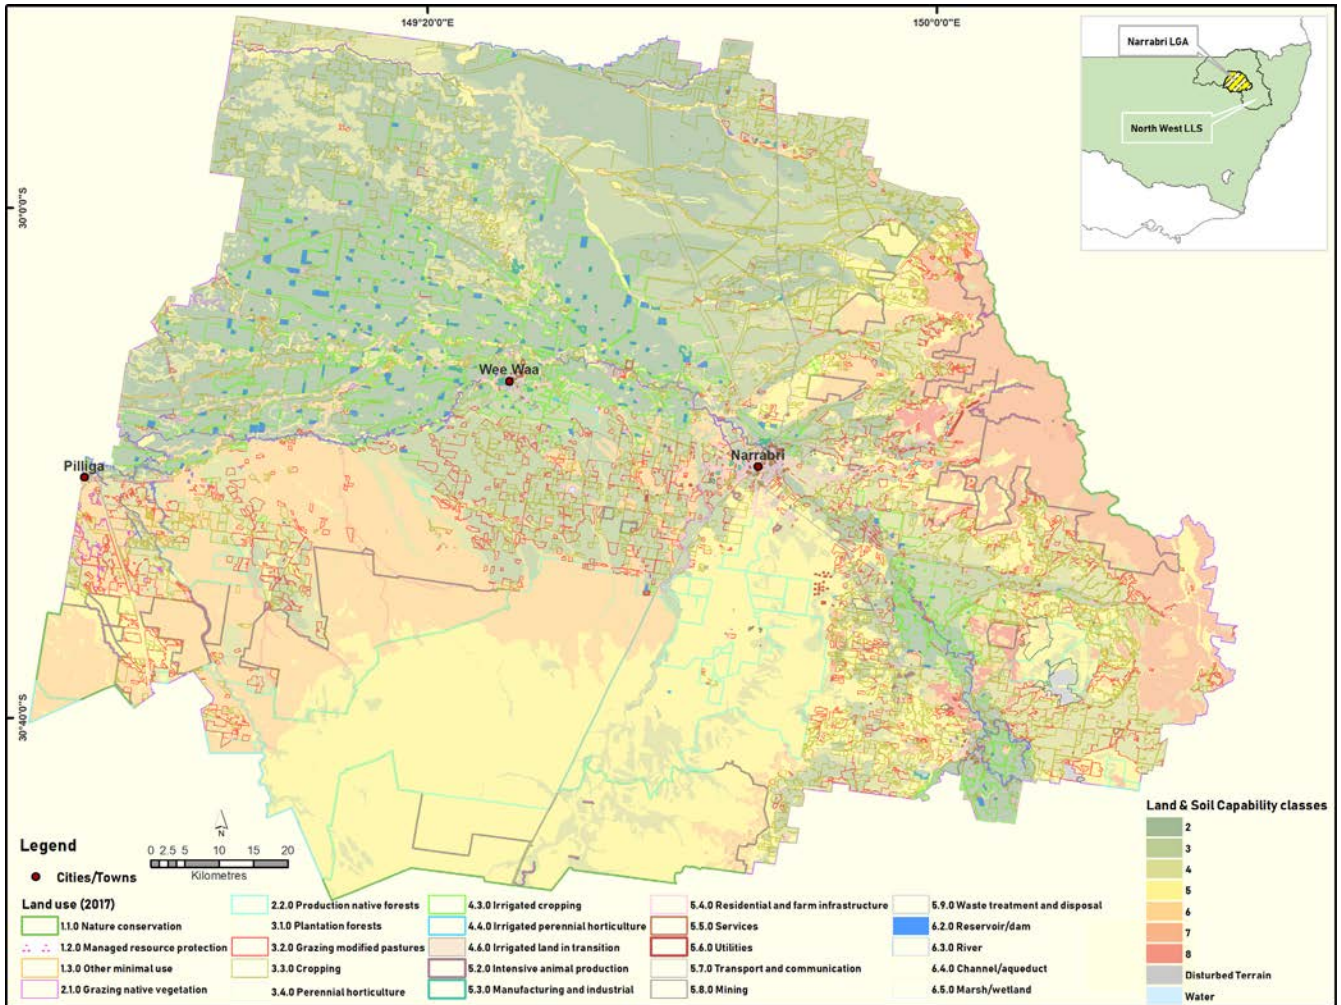 149°20'0"E
150°0'0"E
Narrabri LGA
North West LLS
30°0'0"S
Wee Waa
Pilliga
Narrabri
30°40'0"S
N
Legend
0 2.5 5 10 15 20
Kilometres
Cities/Towns
Land use (2017)
1.1.0 Nature conservation
1.2.0 Managed resource protection
1.3.0 Other minimal use
2.1.0 Grazing native vegetation
2.2.0 Production native forests
3.1.0 Plantation forests
3.2.0 Grazing modified pastures
3.3.0 Cropping
3.4.0 Perennial horticulture
4.3.0 Irrigated cropping
4.4.0 Irrigated perennial horticulture
4.6.0 Irrigated land in transition
5.2.0 Intensive animal production
5.3.0 Manufacturing and industrial
5.4.0 Residential and farm infrastructure
5.5.0 Services
5.6.0 Utilities
5.7.0 Transport and communication
5.8.0 Mining
5.9.0 Waste treatment and disposal
6.2.0 Reservoir/dam
6.3.0 River
6.4.0 Channel/aqueduct
6.5.0 Marsh/wetland
Land & Soil Capability classes
2
3
4
5
6
7
8
Disturbed Terrain
Water